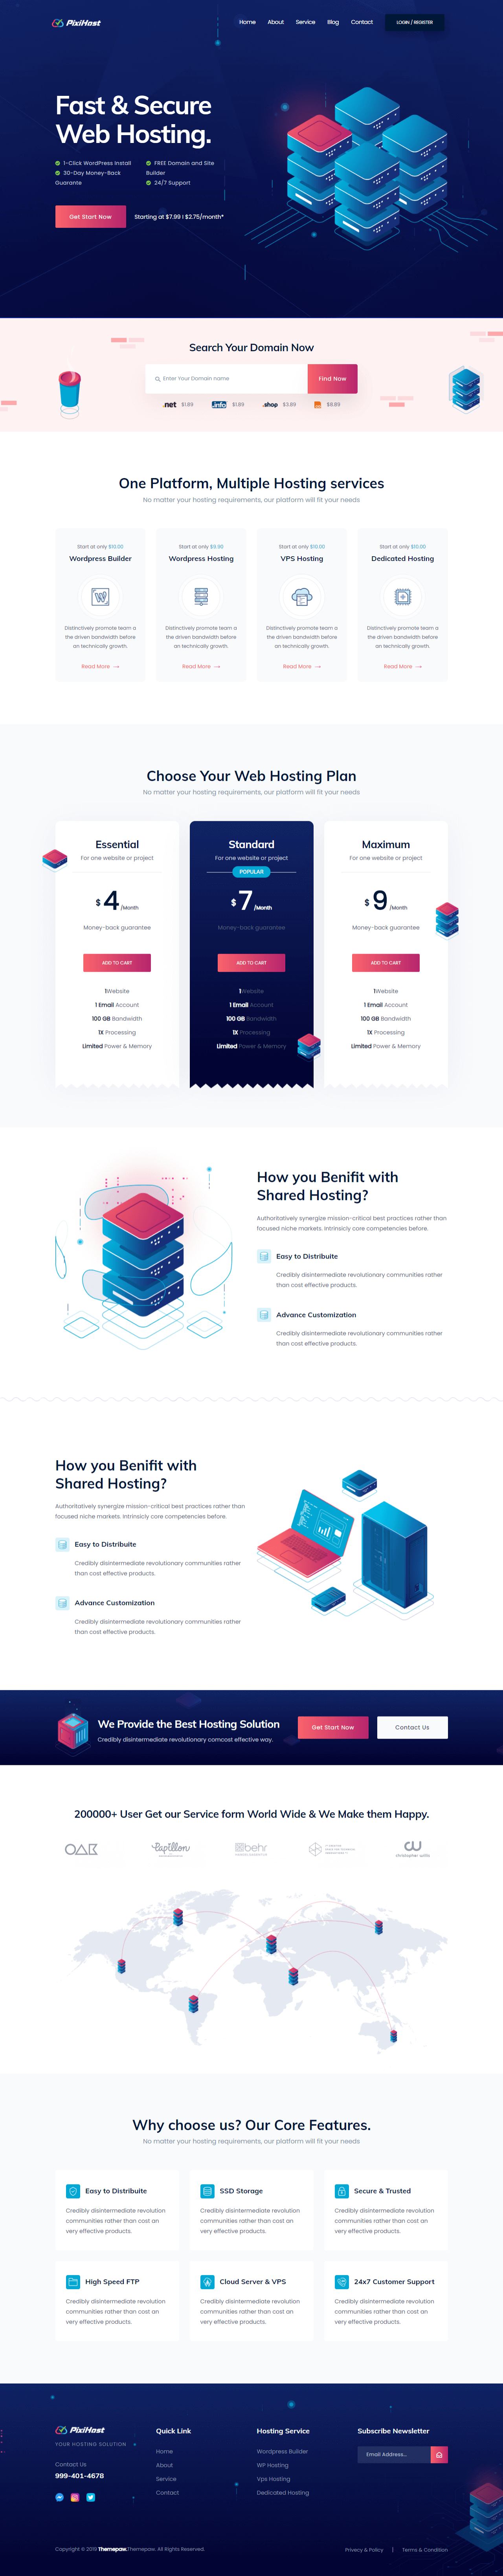 PixiHost
Home About Service Blog Contact LOGIN / REGISTER
Fast & Secure
Web Hosting.
1-Click WordPress Install
30-Day Money-Back
Guarante
FREE Domain and Site
Builder
24/7 Support
Get Start Now Starting at $7.99 I $2.75/month*
Search Your Domain Now
Enter Your Domain name Find Now
.net $1.89 .info $1.89 .shop $3.89 $8.89
One Platform, Multiple Hosting services
No matter your hosting requirements, our platform will fit your needs
Start at only $10.00
Wordpress Builder
Distinctively promote team a
the driven bandwidth before
an technically growth.
Read More →
Start at only $9.90
Wordpress Hosting
Distinctively promote team a
the driven bandwidth before
an technically growth.
Read More →
Start at only $10.00
VPS Hosting
Distinctively promote team a
the driven bandwidth before
an technically growth.
Read More →
Start at only $10.00
Dedicated Hosting
Distinctively promote team a
the driven bandwidth before
an technically growth.
Read More →
Choose Your Web Hosting Plan
No matter your hosting requirements, our platform will fit your needs
Essential
For one website or project
$ 4 /Month
Money-back guarantee
ADD TO CART
1Website
1 Email Account
100 GB Bandwidth
1X Processing
Limited Power & Memory
Standard
For one website or project
POPULAR
$ 7 /Month
Money-back guarantee
ADD TO CART
1Website
1 Email Account
100 GB Bandwidth
1X Processing
Limited Power & Memory
Maximum
For one website or project
$ 9 /Month
Money-back guarantee
ADD TO CART
1Website
1 Email Account
100 GB Bandwidth
1X Processing
Limited Power & Memory
How you Benifit with
Shared Hosting?
Authoritatively synergize mission-critical best practices rather than
focused niche markets. Intrinsicly core competencies before.
Easy to Distribuite
Credibly disintermediate revolutionary communities rather
than cost effective products.
Advance Customization
Credibly disintermediate revolutionary communities rather
than cost effective products.
How you Benifit with
Shared Hosting?
Authoritatively synergize mission-critical best practices rather than
focused niche markets. Intrinsicly core competencies before.
Easy to Distribuite
Credibly disintermediate revolutionary communities rather
than cost effective products.
Advance Customization
Credibly disintermediate revolutionary communities rather
than cost effective products.
We Provide the Best Hosting Solution
Credibly disintermediate revolutionary comcost effective way.
Get Start Now Contact Us
200000+ User Get our Service form World Wide & We Make them Happy.
Papillon
behr
christopher willis
Why choose us? Our Core Features.
No matter your hosting requirements, our platform will fit your needs
Easy to Distribuite
Credibly disintermediate revolution
communities rather than cost an
very effective products.
SSD Storage
Credibly disintermediate revolution
communities rather than cost an
very effective products.
Secure & Trusted
Credibly disintermediate revolution
communities rather than cost an
very effective products.
High Speed FTP
Credibly disintermediate revolution
communities rather than cost an
very effective products.
Cloud Server & VPS
Credibly disintermediate revolution
communities rather than cost an
very effective products.
24x7 Customer Support
Credibly disintermediate revolution
communities rather than cost an
very effective products.
PixiHost
YOUR HOSTING SOLUTION
Contact Us
999-401-4678
Quick Link
Home
About
Service
Contact
Hosting Service
Wordpress Builder
WP Hosting
Vps Hosting
Dedicated Hosting
Subscribe Newsletter
Email Address...
Copyright © 2019 Themepaw.Themepaw. All Rights Reserved.
Privacy & Policy | Terms & Condition